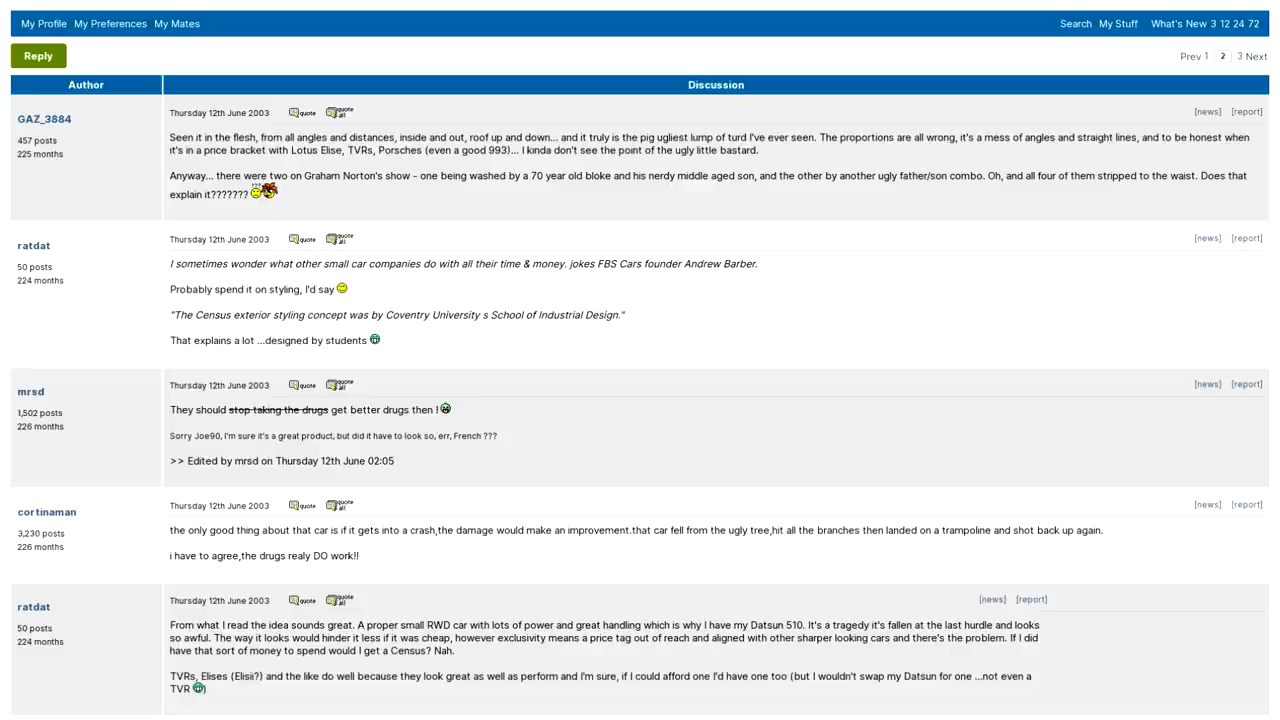 My Profile My Preferences My Mates Search My Stuff What's New 3 12 24 72
Reply Prev 1 2 3 Next
Author Discussion
GAZ_3884
457 posts
225 months
Thursday 12th June 2003 quote quote all [news] [report]
Seen it in the flesh, from all angles and distances, inside and out, roof up and down... and it truly is the pig ugliest lump of turd I've ever seen. The proportions are all wrong, it's a mess of angles and straight lines, and to be honest when
it's in a price bracket with Lotus Elise, TVRs, Porsches (even a good 993)... I kinda don't see the point of the ugly little bastard.
Anyway... there were two on Graham Norton's show - one being washed by a 70 year old bloke and his nerdy middle aged son, and the other by another ugly father/son combo. Oh, and all four of them stripped to the waist. Does that
explain it???????
ratdat
50 posts
224 months
Thursday 12th June 2003 quote quote all [news] [report]
I sometimes wonder what other small car companies do with all their time & money. jokes FBS Cars founder Andrew Barber.
Probably spend it on styling, I'd say
"The Census exterior styling concept was by Coventry University s School of Industrial Design."
That explains a lot ...designed by students
mrsd
1,502 posts
226 months
Thursday 12th June 2003 quote quote all [news] [report]
They should stop taking the drugs get better drugs then !
Sorry Joe90, I'm sure it's a great product, but did it have to look so, err, French ???
>> Edited by mrsd on Thursday 12th June 02:05
cortinaman
3,230 posts
226 months
Thursday 12th June 2003 quote quote all [news] [report]
the only good thing about that car is if it gets into a crash,the damage would make an improvement.that car fell from the ugly tree,hit all the branches then landed on a trampoline and shot back up again.
i have to agree,the drugs realy DO work!!
ratdat
50 posts
224 months
Thursday 12th June 2003 quote quote all [news] [report]
From what I read the idea sounds great. A proper small RWD car with lots of power and great handling which is why I have my Datsun 510. It's a tragedy it's fallen at the last hurdle and looks
so awful. The way it looks would hinder it less if it was cheap, however exclusivity means a price tag out of reach and aligned with other sharper looking cars and there's the problem. If I did
have that sort of money to spend would I get a Census? Nah.
TVRs, Elises (Elisii?) and the like do well because they look great as well as perform and I'm sure, if I could afford one I'd have one too (but I wouldn't swap my Datsun for one ...not even a
TVR )